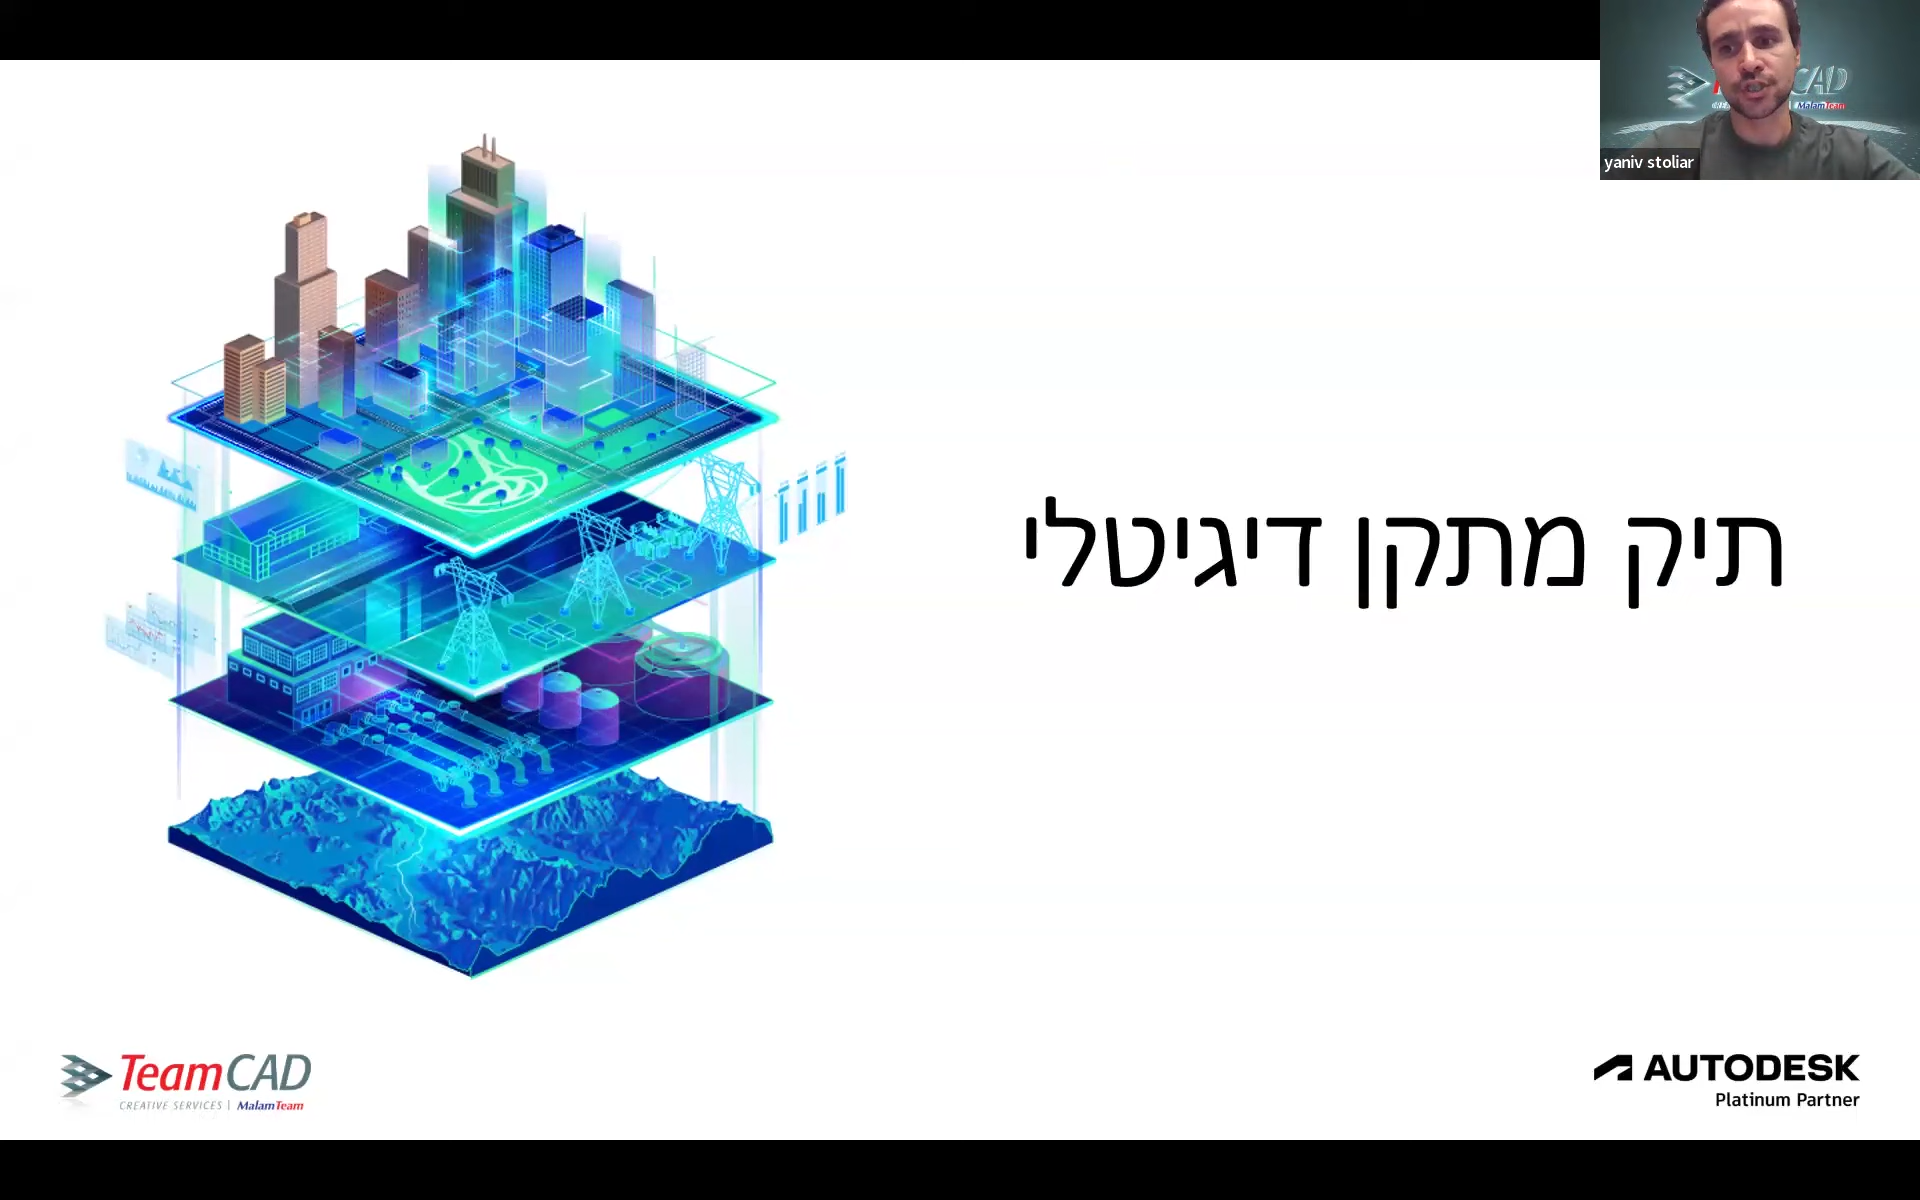 yaniv stoliar
תיק מתקן דיגיטלי
TeamCAD
CREATIVE SERVICES | MalamTeam
AUTODESK
Platinum Partner